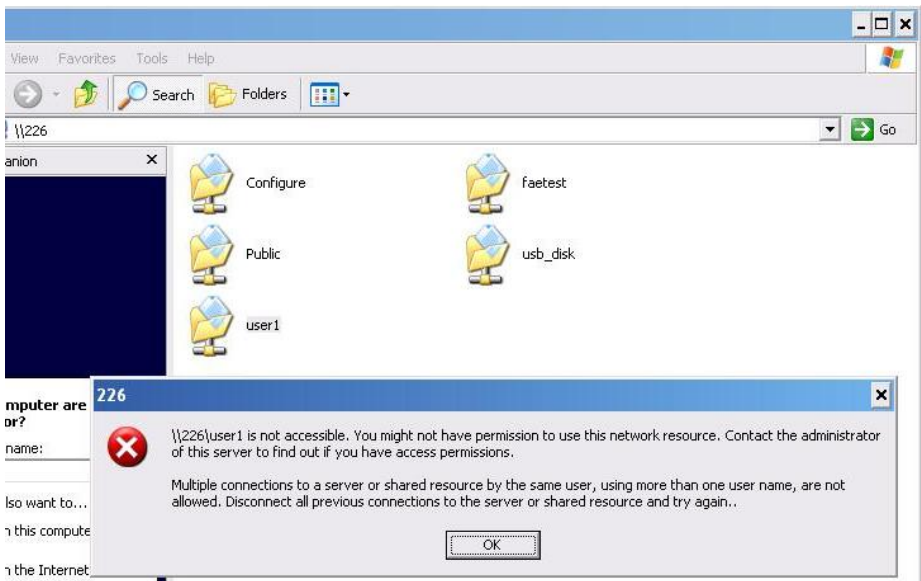 View Favorites Tools Help
Search Folders
\\226 Go
anion
Configure faetest
Public usb_disk
user1
226
mputer are
or?
name:
lso want to...
n this compute
n the Internet
\\226\user1 is not accessible. You might not have permission to use this network resource. Contact the administrator
of this server to find out if you have access permissions.
Multiple connections to a server or shared resource by the same user, using more than one user name, are not
allowed. Disconnect all previous connections to the server or shared resource and try again..
OK